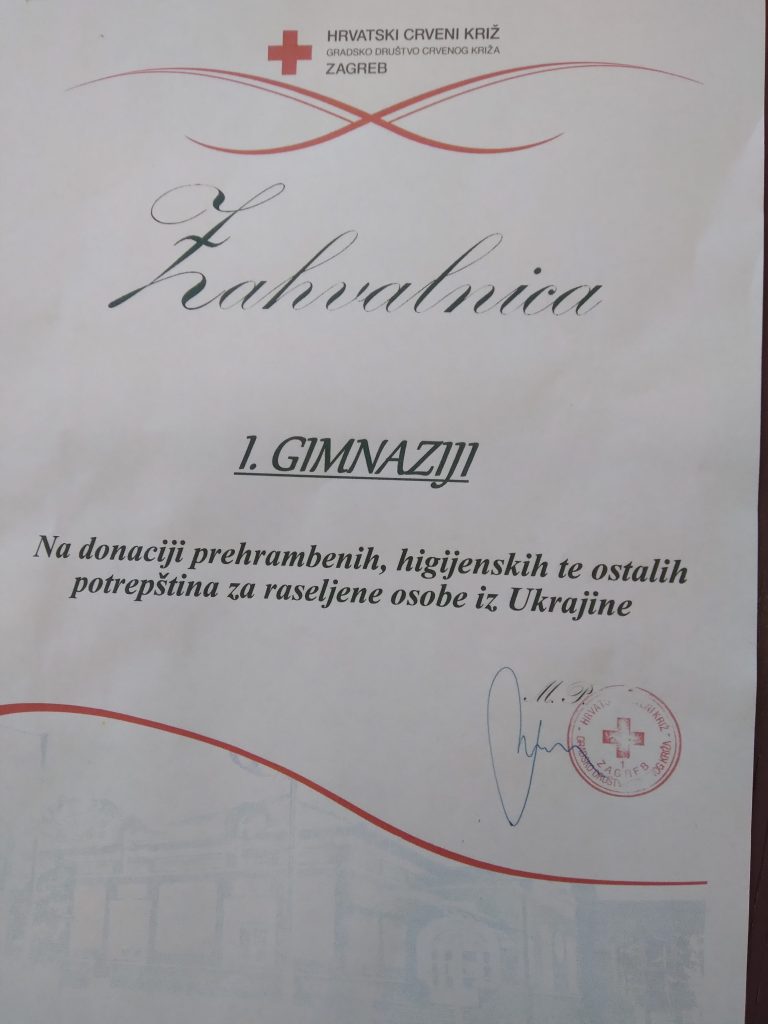 HRVATSKI CRVENI KRIŽ
GRADSKO DRUŠTVO CRVENOG KRIŽA
ZAGREB
Zahvalnica
1. GIMNAZIJI
Na donaciji prehrambenih, higijenskih te ostalih
potrepština za raseljene osobe iz Ukrajine
M. P.
1
ZAGREB